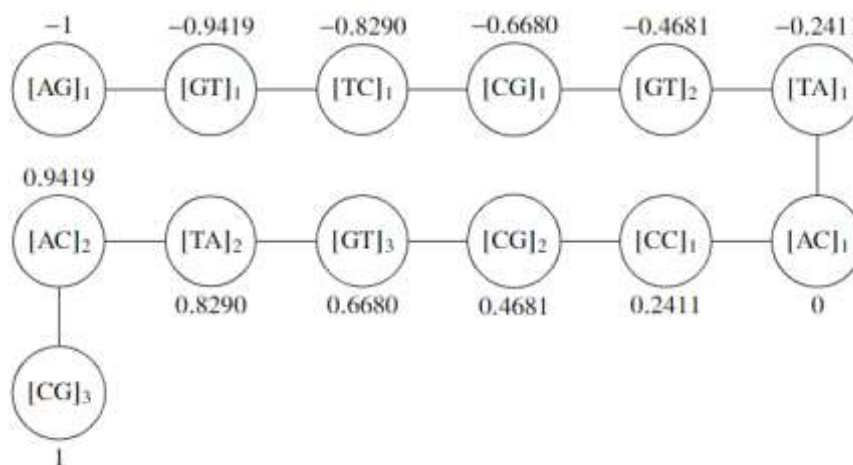 −1 −0.9419 −0.8290 −0.6680 −0.4681 −0.2411
[AG]₁ [GT]₁ [TC]₁ [CG]₁ [GT]₂ [TA]₁
0.9419
[AC]₂ [TA]₂ [GT]₃ [CG]₂ [CC]₁ [AC]₁
0.8290 0.6680 0.4681 0.2411 0
[CG]₃
1